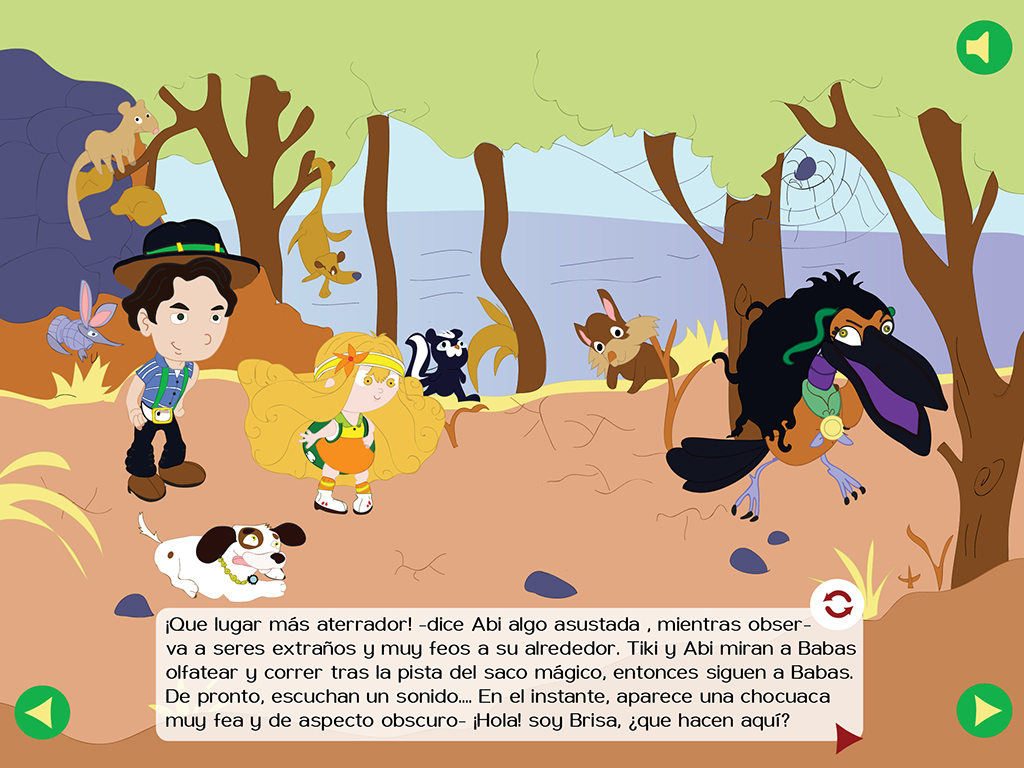 ¡Que lugar más aterrador! -dice Abi algo asustada , mientras obser-
va a seres extraños y muy feos a su alrededor. Tiki y Abi miran a Babas
olfatear y correr tras la pista del saco mágico, entonces siguen a Babas.
De pronto, escuchan un sonido.... En el instante, aparece una chocuaca
muy fea y de aspecto obscuro- ¡Hola! soy Brisa, ¿que hacen aquí?